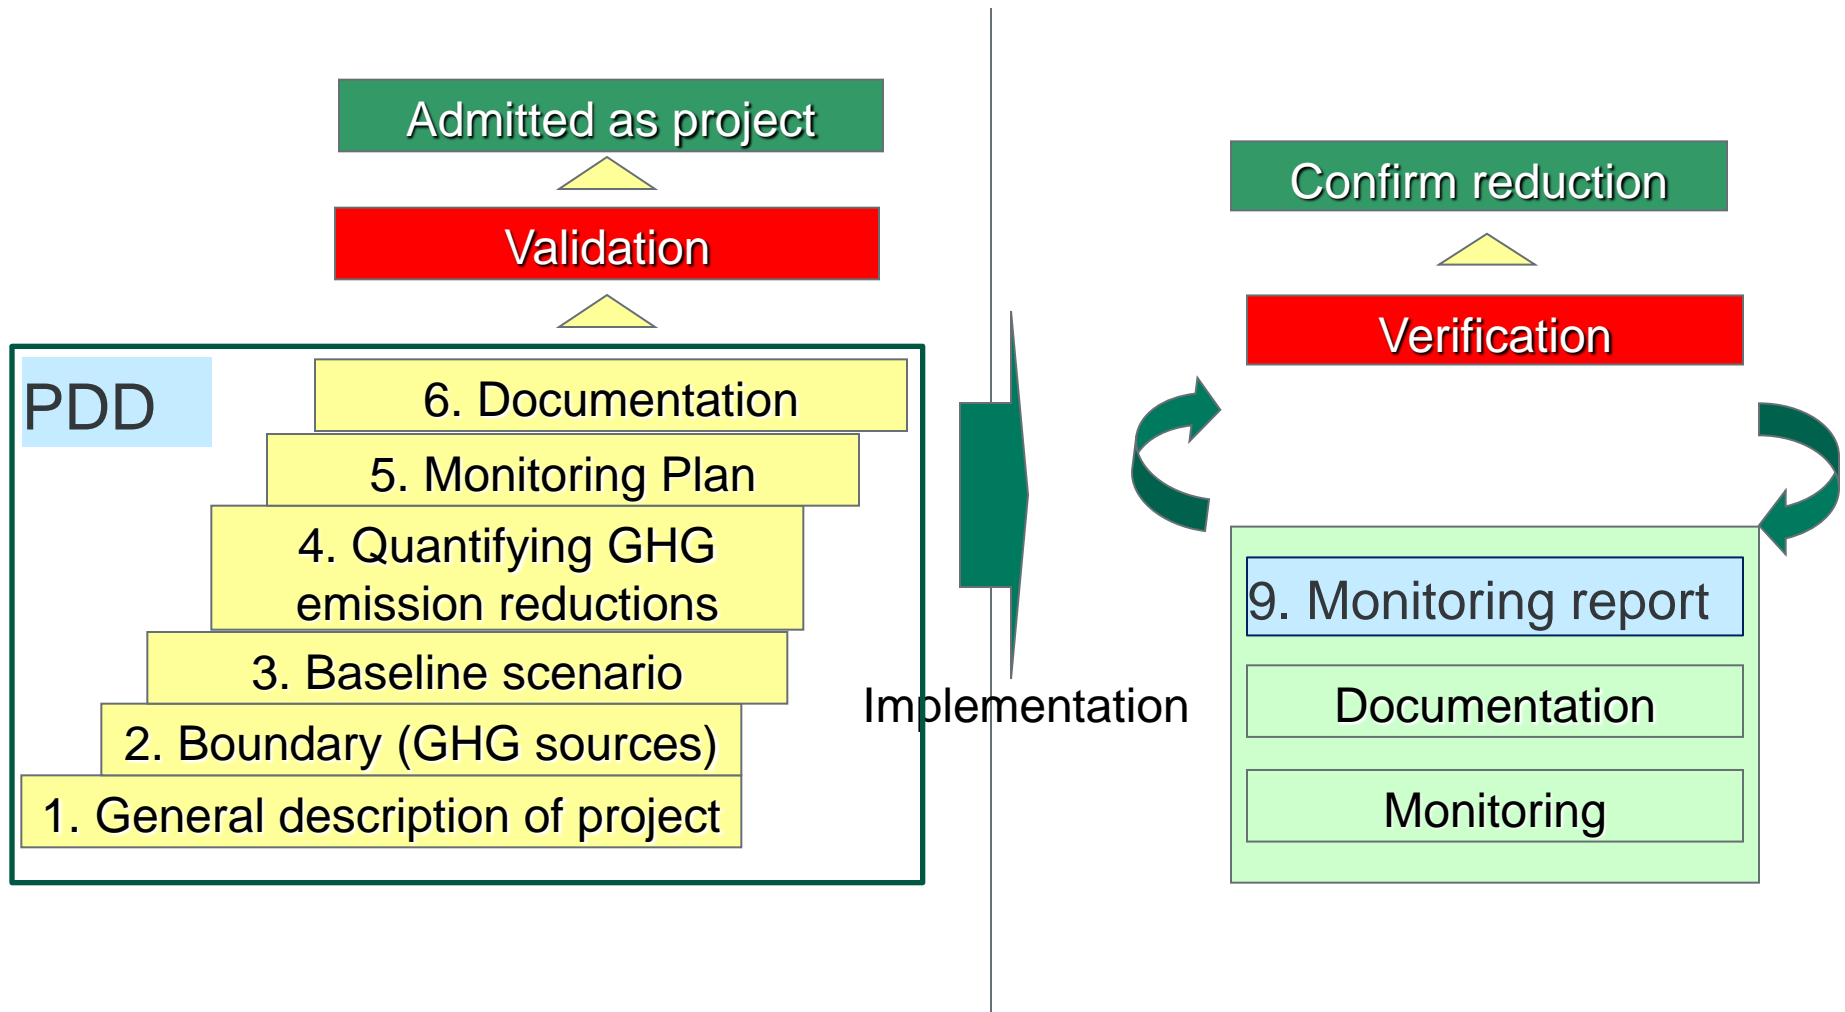 Admitted as project
Validation
PDD
6. Documentation
5. Monitoring Plan
4. Quantifying GHG
emission reductions
3. Baseline scenario
2. Boundary (GHG sources)
1. General description of project
Implementation
Confirm reduction
Verification
9. Monitoring report
Documentation
Monitoring